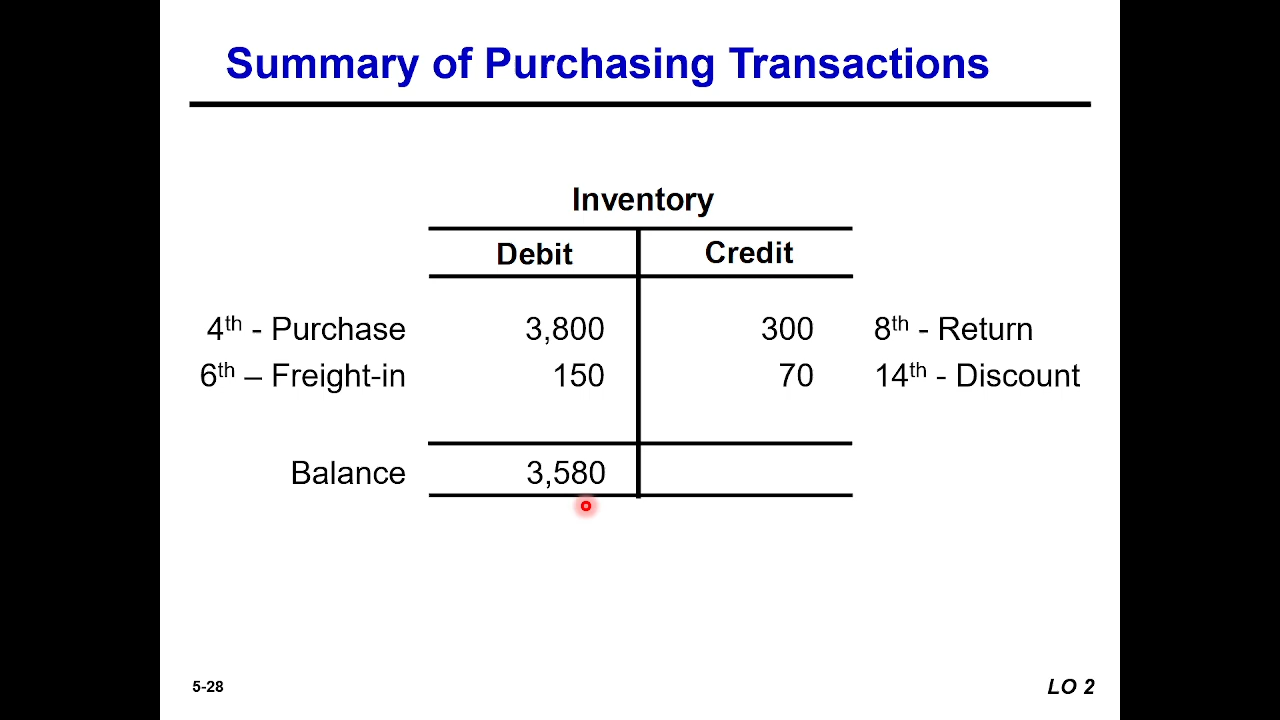 Summary of Purchasing Transactions
Inventory
Debit Credit
4th - Purchase 3,800 300 8th - Return
6th – Freight-in 150 70 14th - Discount
Balance 3,580
5-28 LO 2